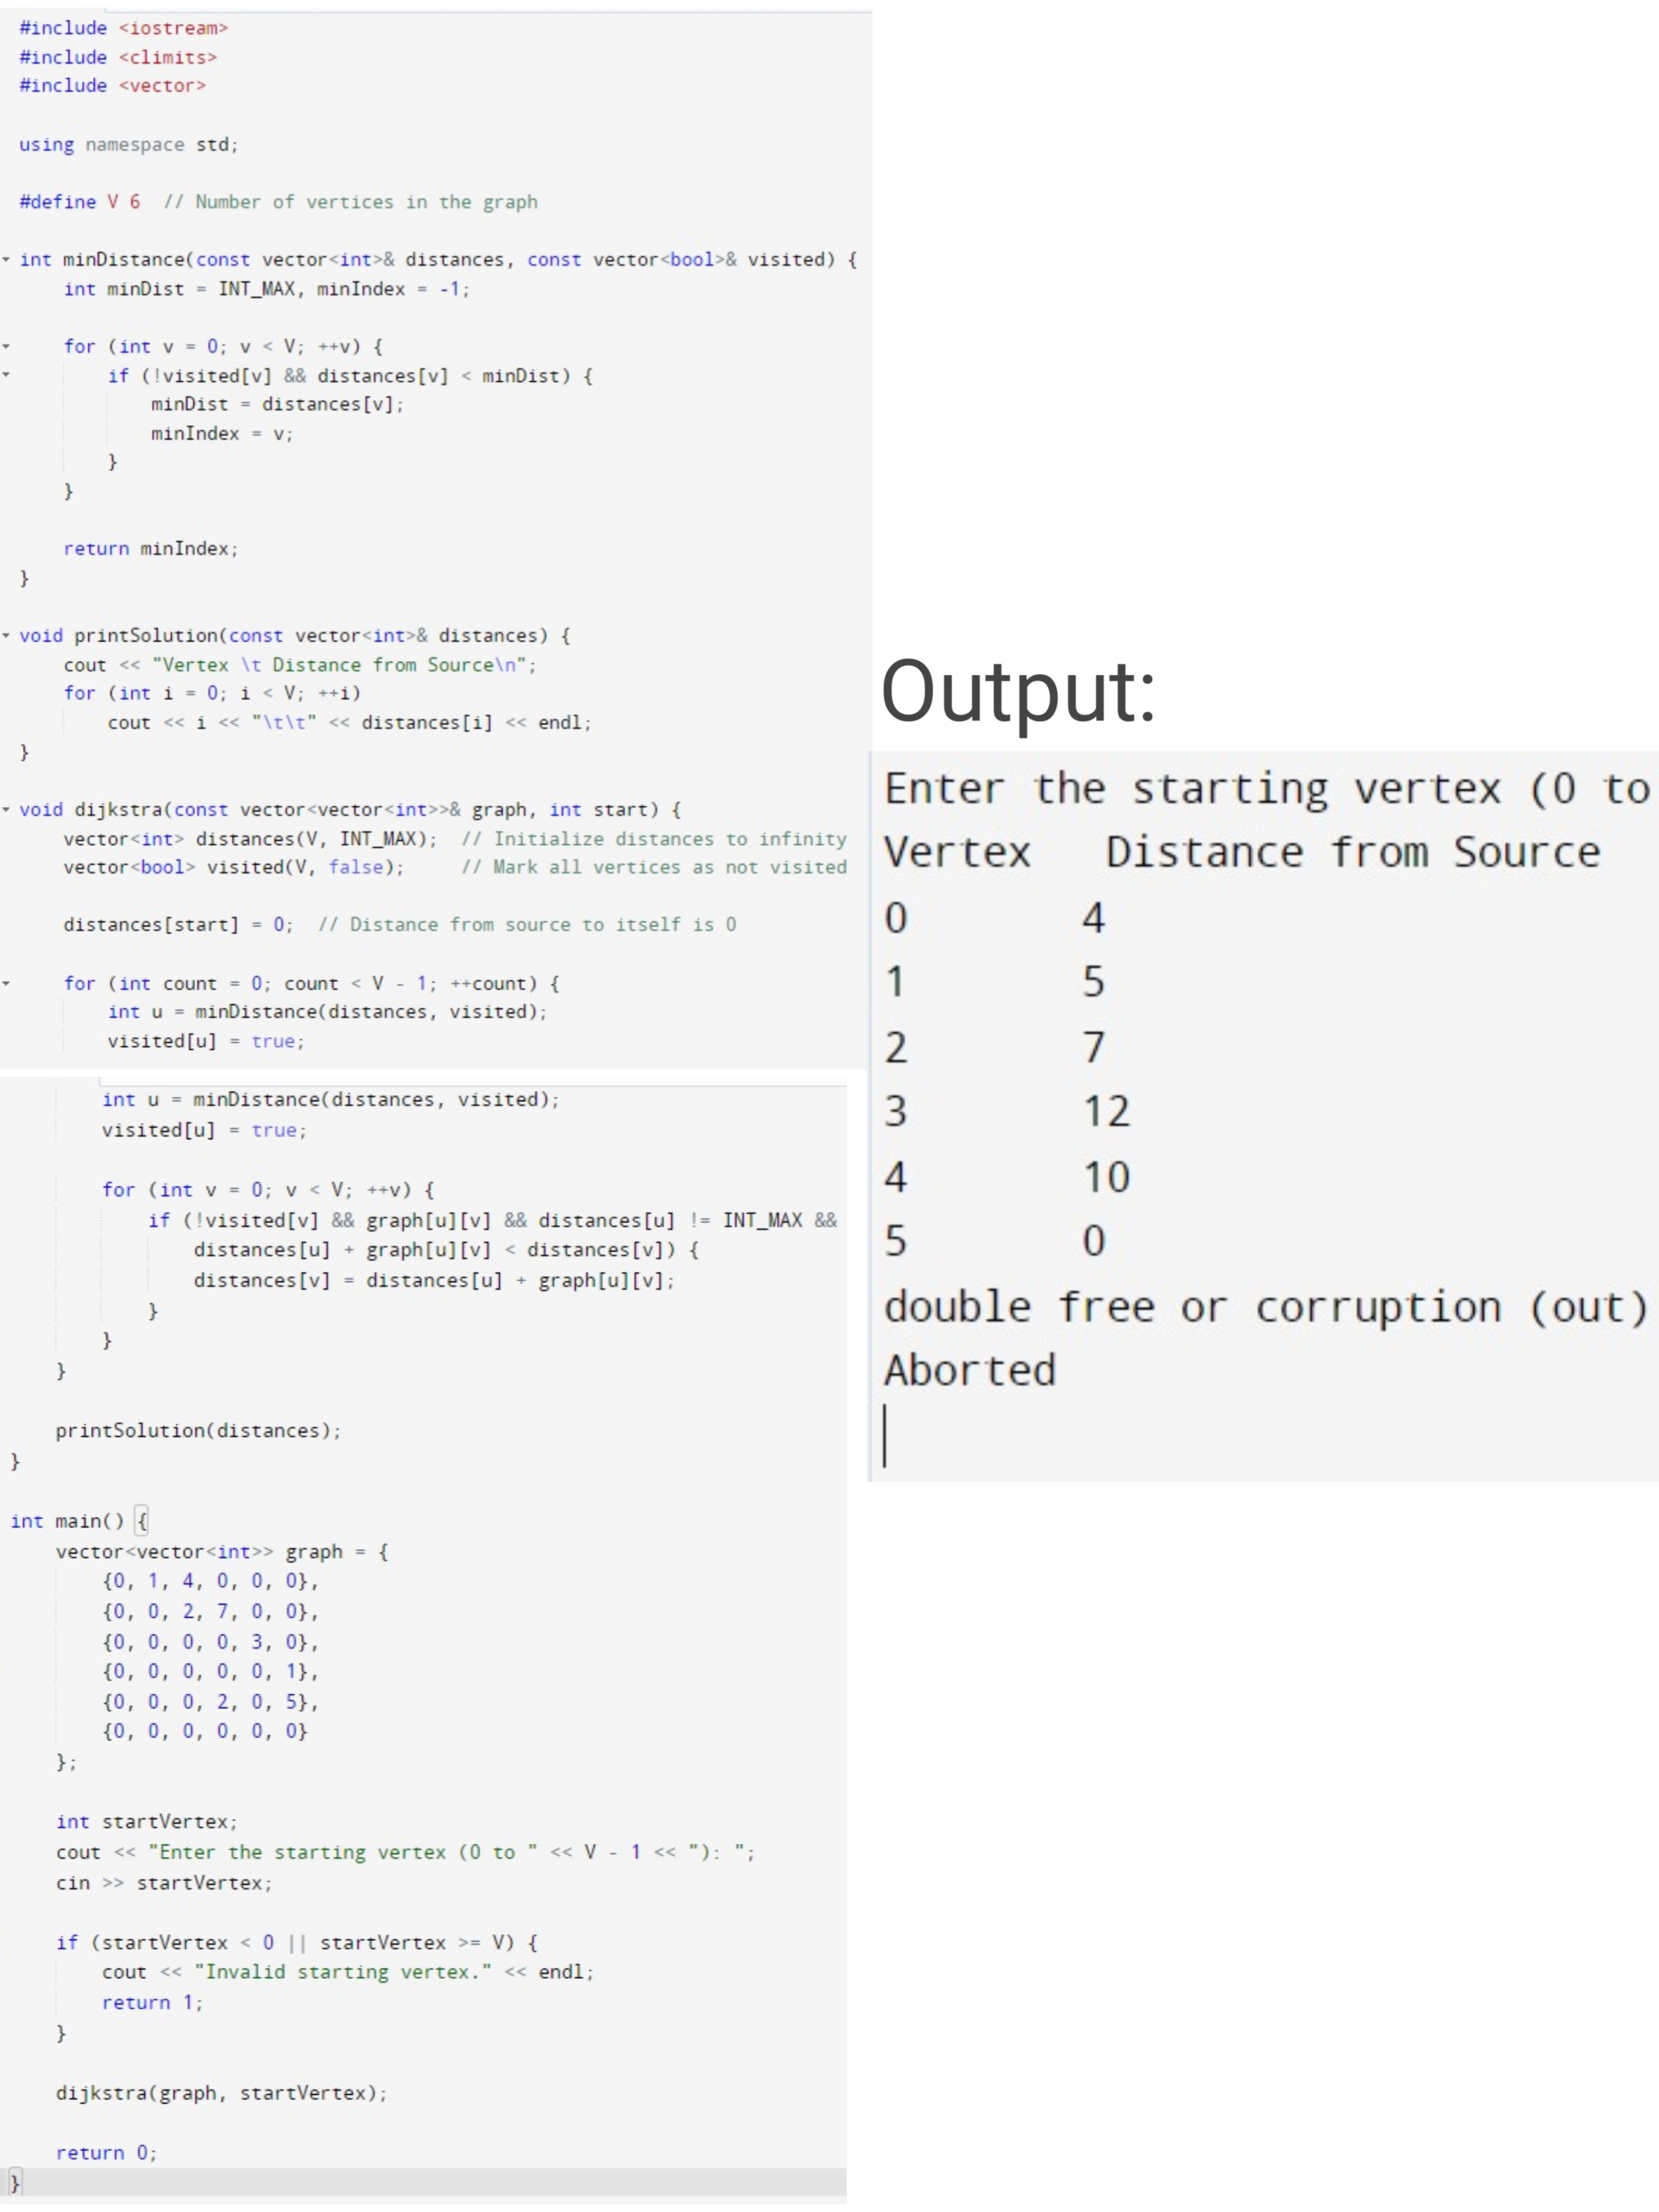 #include <iostream>
#include <climits>
#include <vector>
using namespace std;
#define V 6  // Number of vertices in the graph
int minDistance(const vector<int>& distances, const vector<bool>& visited) {
    int minDist = INT_MAX, minIndex = -1;
    for (int v = 0; v < V; ++v) {
        if (!visited[v] && distances[v] < minDist) {
            minDist = distances[v];
            minIndex = v;
        }
    }
    return minIndex;
}
void printSolution(const vector<int>& distances) {
    cout << "Vertex \t Distance from Source\n";
    for (int i = 0; i < V; ++i)
        cout << i << "\t\t" << distances[i] << endl;
}
void dijkstra(const vector<vector<int>>& graph, int start) {
    vector<int> distances(V, INT_MAX);  // Initialize distances to infinity
    vector<bool> visited(V, false);     // Mark all vertices as not visited
    distances[start] = 0;  // Distance from source to itself is 0
    for (int count = 0; count < V - 1; ++count) {
        int u = minDistance(distances, visited);
        visited[u] = true;
        int u = minDistance(distances, visited);
        visited[u] = true;
        for (int v = 0; v < V; ++v) {
            if (!visited[v] && graph[u][v] && distances[u] != INT_MAX &&
                distances[u] + graph[u][v] < distances[v]) {
                distances[v] = distances[u] + graph[u][v];
            }
        }
    }
    printSolution(distances);
}
int main() {
    vector<vector<int>> graph = {
        {0, 1, 4, 0, 0, 0},
        {0, 0, 2, 7, 0, 0},
        {0, 0, 0, 0, 3, 0},
        {0, 0, 0, 0, 0, 1},
        {0, 0, 0, 2, 0, 5},
        {0, 0, 0, 0, 0, 0}
    };
    int startVertex;
    cout << "Enter the starting vertex (0 to " << V - 1 << "): ";
    cin >> startVertex;
    if (startVertex < 0 || startVertex >= V) {
        cout << "Invalid starting vertex." << endl;
        return 1;
    }
    dijkstra(graph, startVertex);
    return 0;
}
Output:
Enter the starting vertex (0 to
Vertex   Distance from Source
0        4
1        5
2        7
3        12
4        10
5        0
double free or corruption (out)
Aborted